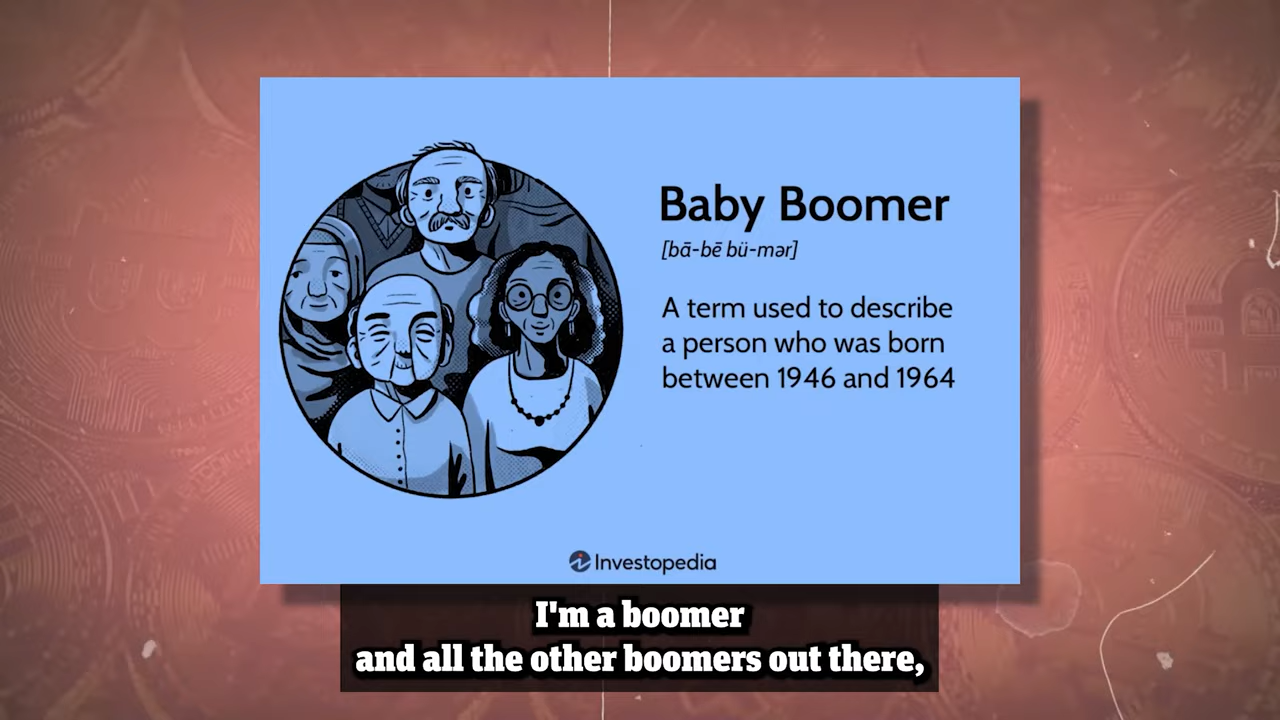 Baby Boomer
[bā-bē bü-mər]
A term used to describe
a person who was born
between 1946 and 1964
Investopedia
I'm a boomer
and all the other boomers out there,